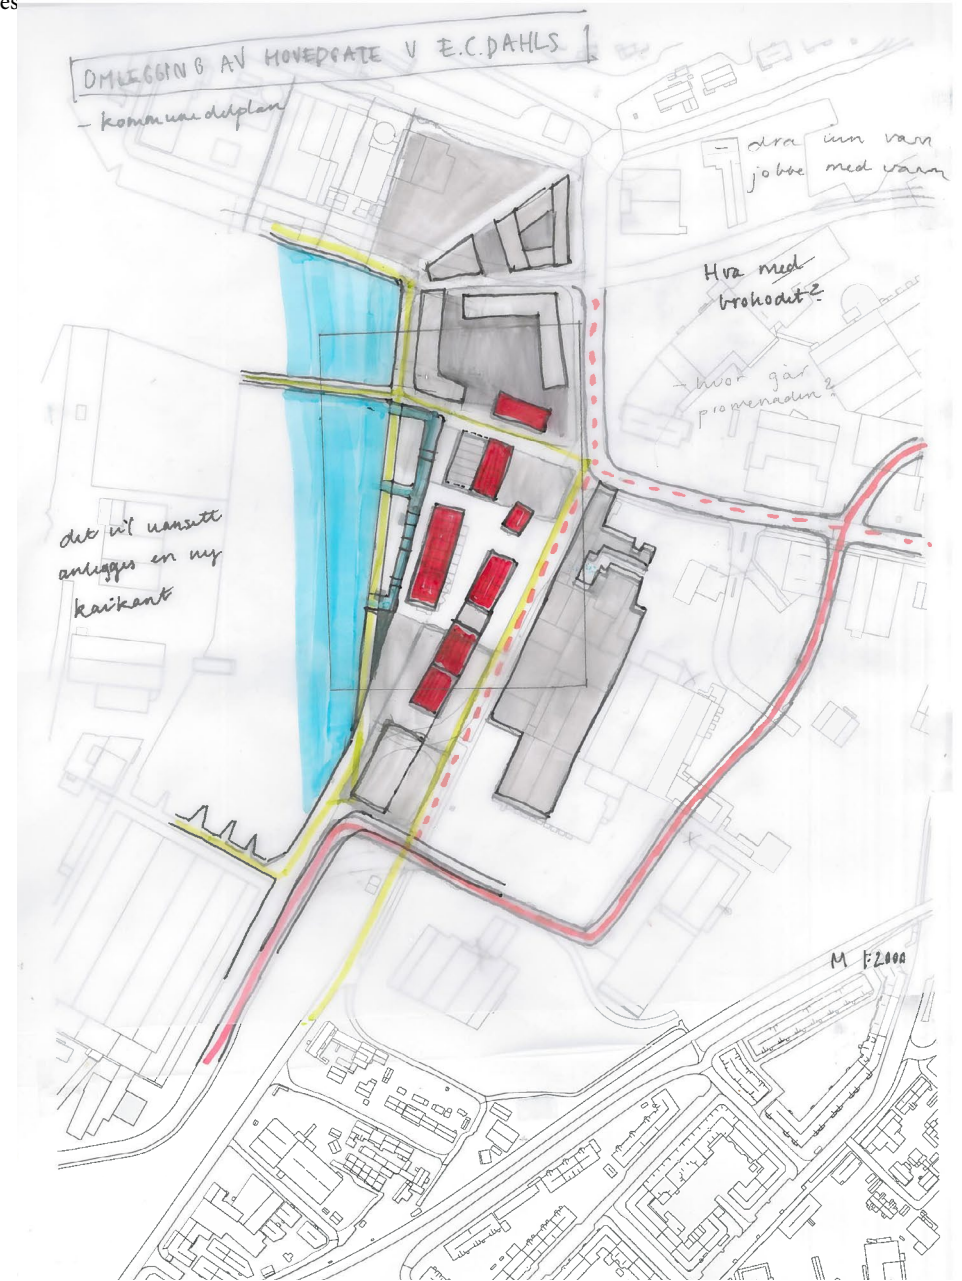 es
OMLEGGING AV HOVEDGATE V E.C.DAHLS
- kommunedelplan
dra inn vann
jobbe med vann
Hva med
brohodet?
- hvor går
promenaden?
det vil uansett
anlegges en ny
kaikant
M 1:2000